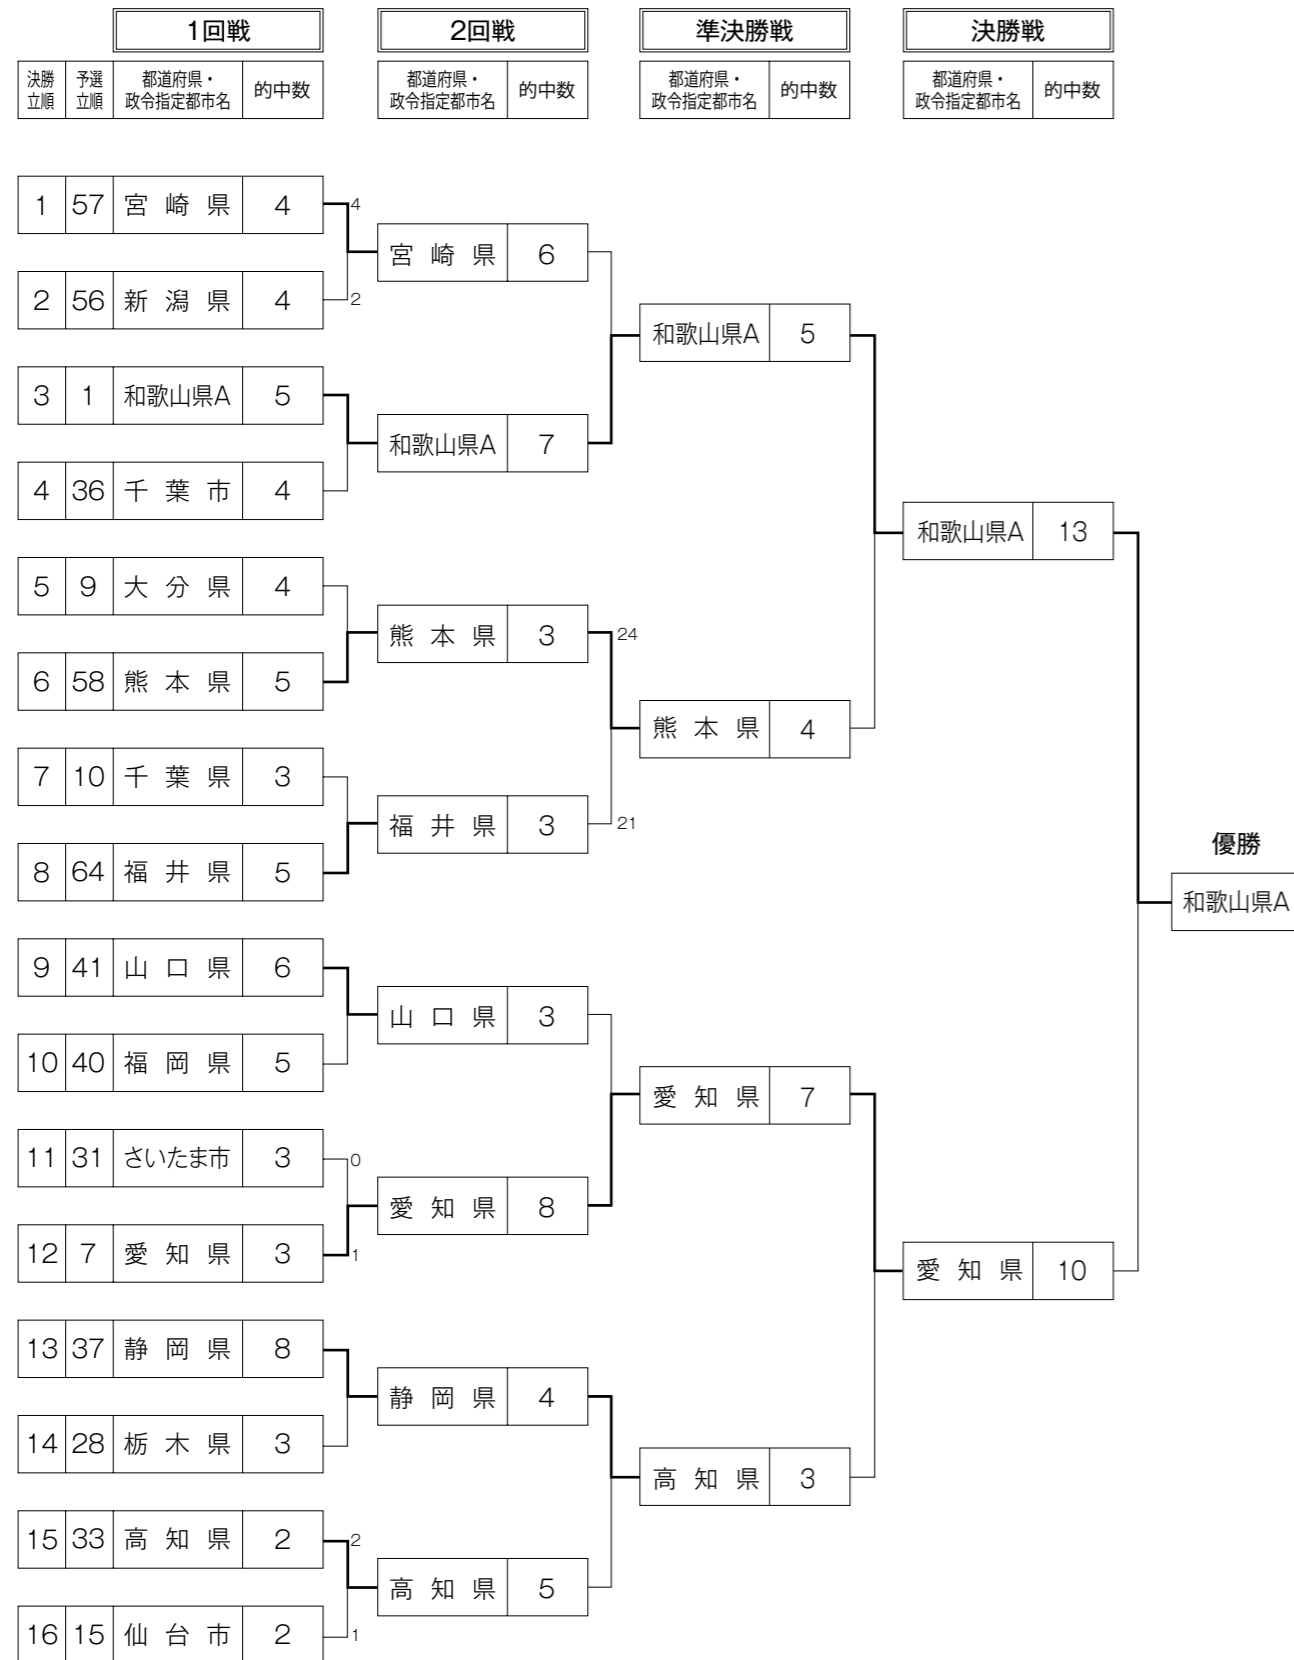 1回戦 2回戦 準決勝戦 決勝戦
決勝立順 予選立順 都道府県・政令指定都市名 的中数 都道府県・政令指定都市名 的中数 都道府県・政令指定都市名 的中数 都道府県・政令指定都市名 的中数
1 57 宮崎県 4 4
宮崎県 6
2 56 新潟県 4 2
和歌山県A 5
3 1 和歌山県A 5
和歌山県A 7
4 36 千葉市 4
和歌山県A 13
5 9 大分県 4
熊本県 3 24
6 58 熊本県 5
熊本県 4
7 10 千葉県 3
福井県 3 21
優勝
8 64 福井県 5
和歌山県A
9 41 山口県 6
山口県 3
10 40 福岡県 5
愛知県 7
11 31 さいたま市 3 0
愛知県 8
12 7 愛知県 3 1
愛知県 10
13 37 静岡県 8
静岡県 4
14 28 栃木県 3
高知県 3
15 33 高知県 2 2
高知県 5
16 15 仙台市 2 1